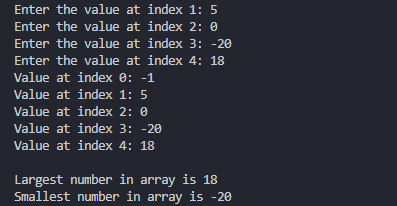 Enter the value at index 1: 5
Enter the value at index 2: 0
Enter the value at index 3: -20
Enter the value at index 4: 18
Value at index 0: -1
Value at index 1: 5
Value at index 2: 0
Value at index 3: -20
Value at index 4: 18

Largest number in array is 18
Smallest number in array is -20